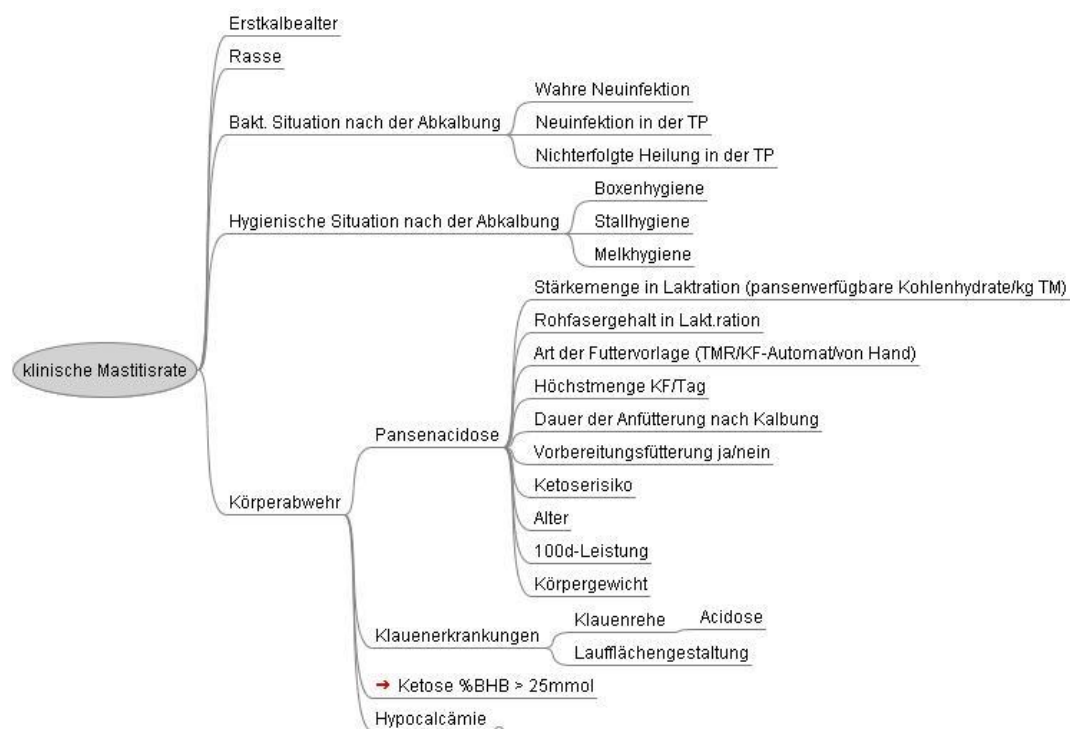 Erstkalbealter
Rasse
Wahre Neuinfektion
Bakt. Situation nach der Abkalbung
Neuinfektion in der TP
Nichterfolgte Heilung in der TP
Boxenhygiene
Hygienische Situation nach der Abkalbung
Stallhygiene
Melkhygiene
Stärkemenge in Laktration (pansenverfügbare Kohlenhydrate/kg TM)
Rohfasergehalt in Lakt.ration
Art der Futtervorlage (TMR/KF-Automat/von Hand)
klinische Mastitisrate
Höchstmenge KF/Tag
Dauer der Anfütterung nach Kalbung
Pansenacidose
Vorbereitungsfütterung ja/nein
Ketoserisiko
Körperabwehr
Alter
100d-Leistung
Körpergewicht
Klauenrehe
Acidose
Klauenerkrankungen
Laufflächengestaltung
Ketose %BHB > 25mmol
Hypocalcämie